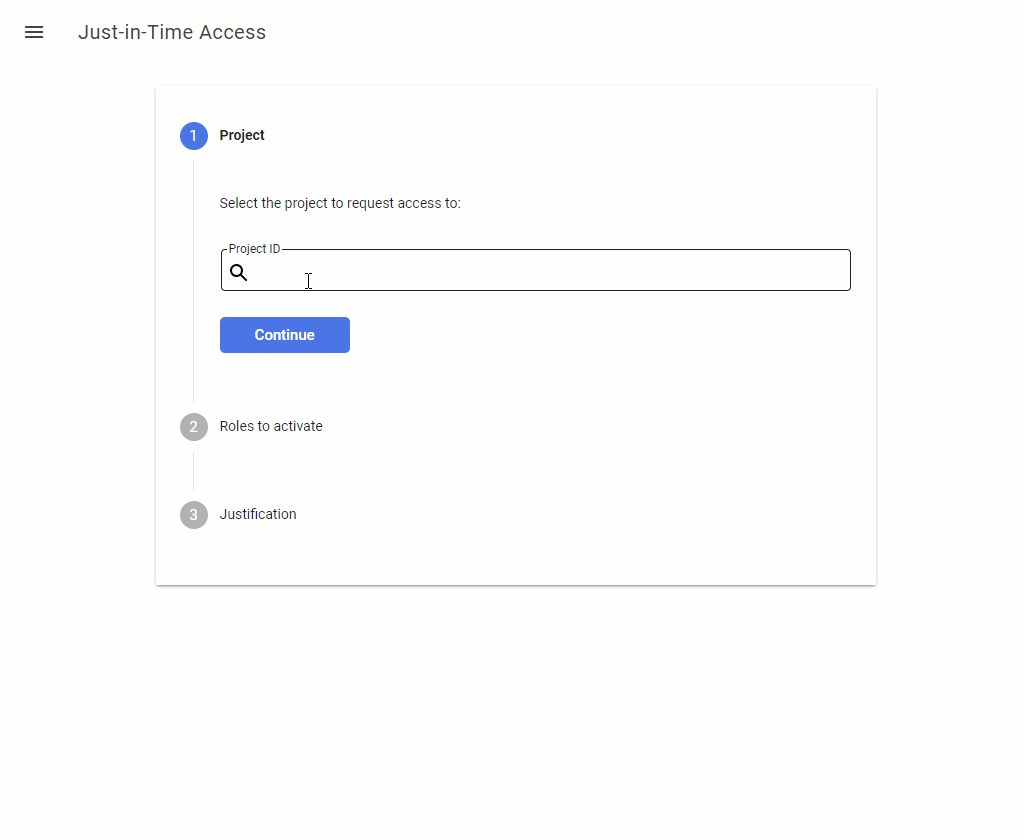 Just-in-Time Access
1 Project
Select the project to request access to:
Project ID
Continue
2 Roles to activate
3 Justification